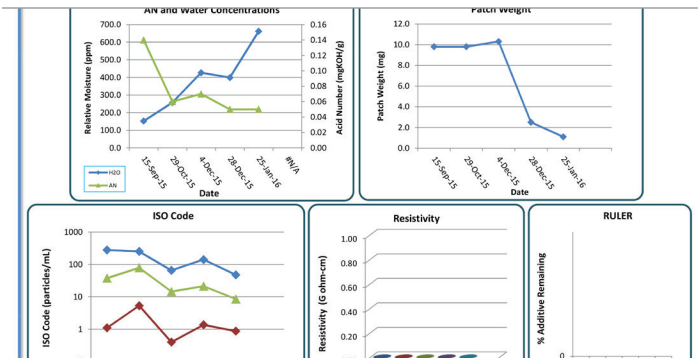 AN and Water Concentrations
700.0
600.0
500.0
400.0
300.0
200.0
100.0
0.0
Relative Moisture (ppm)
0.16
0.14
0.12
0.10
0.08
0.06
0.04
0.02
0.00
Acid Number (mgKOH/g)
15-Sep-15
29-Oct-15
4-Dec-15
28-Dec-15
25-Jan-16
#N/A
H2O
AN
Date
Patch Weight
12.0
10.0
8.0
6.0
4.0
2.0
0.0
Patch Weight (mg)
15-Sep-15
29-Oct-15
4-Dec-15
28-Dec-15
25-Jan-16
Date
ISO Code
1000
100
10
1
ISO Code (particles/mL)
Resistivity
1.00
0.80
0.60
0.40
0.20
Resistivity (G ohm-cm)
RULER
% Additive Remaining
0